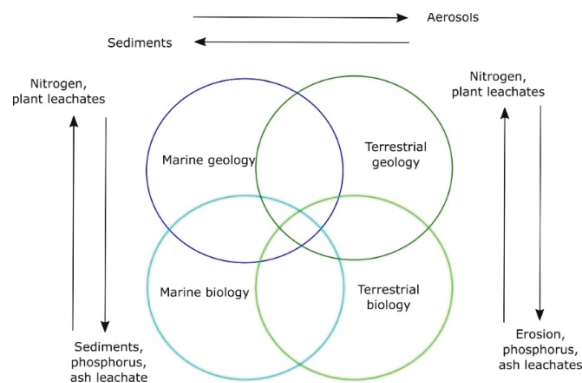 Aerosols
Sediments
Nitrogen,
plant leachates
Nitrogen,
plant leachates
Marine geology
Terrestrial
geology
Marine biology
Terrestrial
biology
Sediments,
phosphorus,
ash leachate
Erosion,
phosphorus,
ash leachates